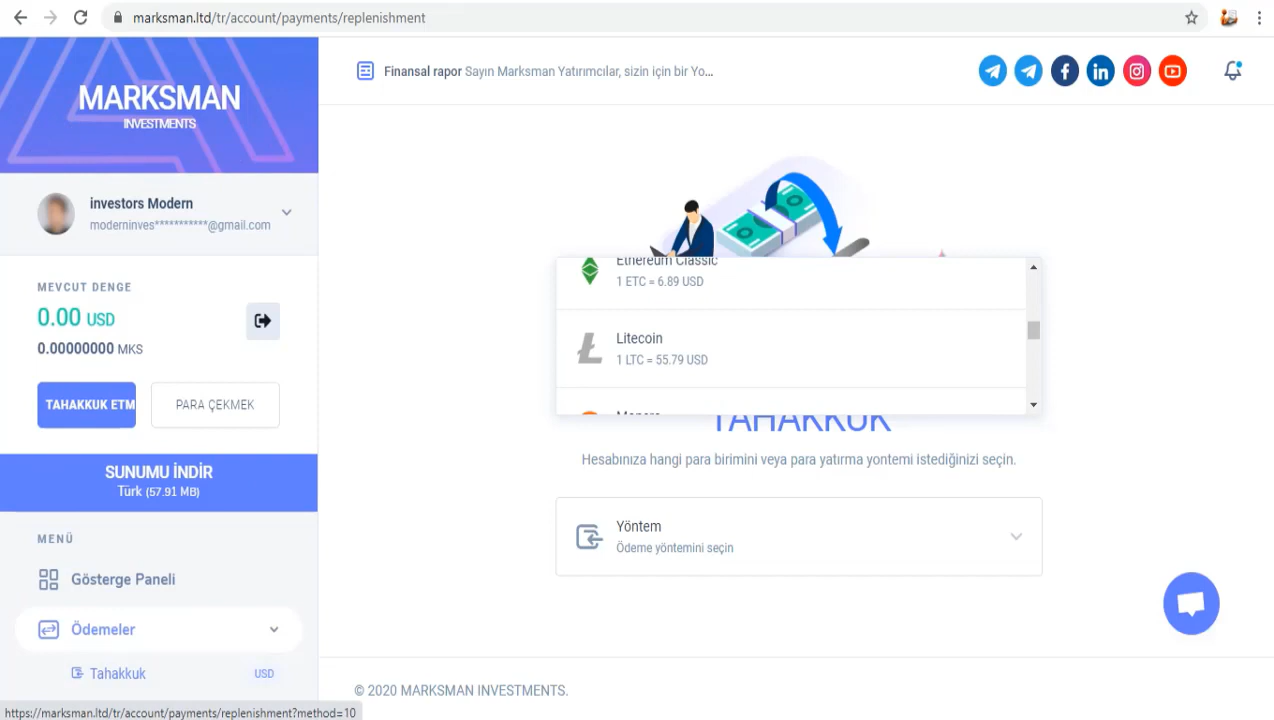 marksman.ltd/tr/account/payments/replenishment
MARKSMAN
INVESTMENTS
Finansal rapor Sayın Marksman Yatırımcılar, sizin için bir Yo...
investors Modern
moderninves***********@gmail.com
MEVCUT DENGE
0.00 USD
0.00000000 MKS
TAHAKKUK ETM
PARA ÇEKMEK
SUNUMU İNDİR
Türk (57.91 MB)
MENÜ
Gösterge Paneli
Ödemeler
Tahakkuk
USD
Ethereum Classic
1 ETC = 6.89 USD
Litecoin
1 LTC = 55.79 USD
Monero
TAHAKKUK
Hesabınıza hangi para birimini veya para yatırma yontemi istediğinizi seçin.
Yöntem
Ödeme yöntemini seçin
© 2020 MARKSMAN INVESTMENTS.
https://marksman.ltd/tr/account/payments/replenishment?method=10